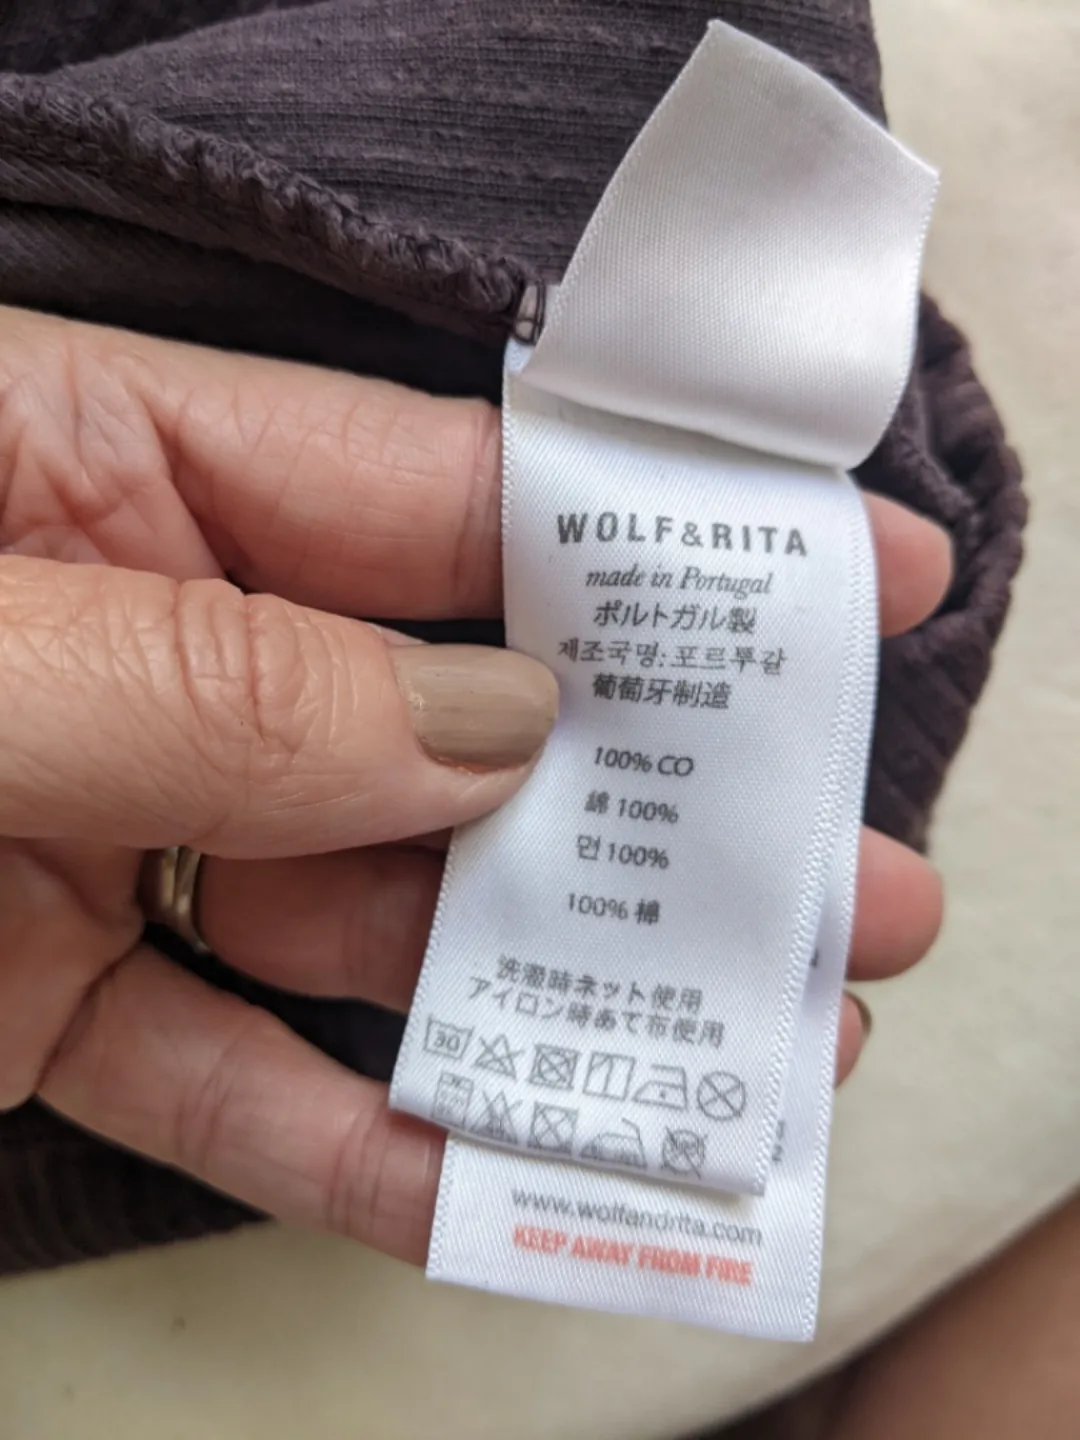 WOLF&RITA
made in Portugal
ポルトガル製
제조국명: 포르뚜갈
葡萄牙制造
100% CO
綿 100%
면 100%
100% 棉
洗濯時ネット使用
アイロン時あて布使用
30
www.wolfandrita.com
KEEP AWAY FROM FIRE